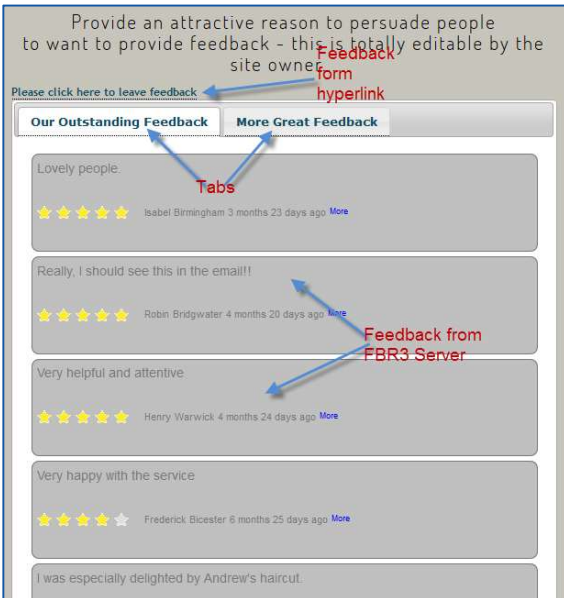 Provide an attractive reason to persuade people
to want to provide feedback - this is totally editable by the
site owner
Feedback
form
hyperlink
Please click here to leave feedback
Our Outstanding Feedback
More Great Feedback
Tabs
Lovely people.
Isabel Birmingham 3 months 23 days ago More
Really, I should see this in the email!!
Robin Bridgwater 4 months 20 days ago More
Feedback from
FBR3 Server
Very helpful and attentive
Henry Warwick 4 months 24 days ago More
Very happy with the service
Frederick Bicester 6 months 25 days ago More
I was especially delighted by Andrew's haircut.